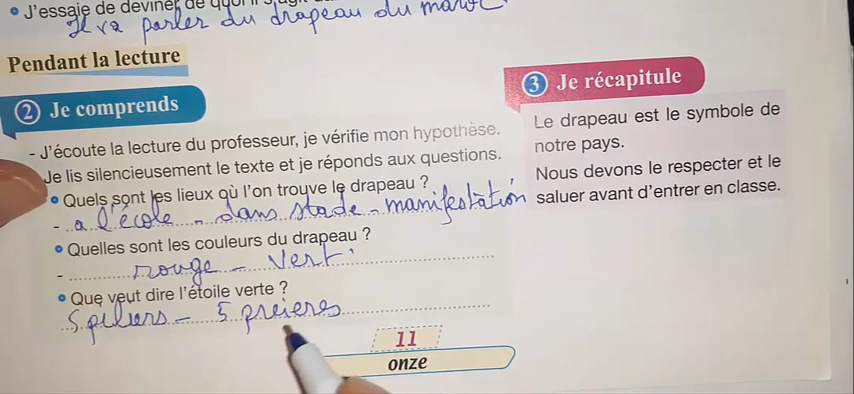 J'essaie de deviner de quoi il s'agit
Il va parler du drapeau du maroc
Pendant la lecture
2 Je comprends
- J'écoute la lecture du professeur, je vérifie mon hypothèse.
Je lis silencieusement le texte et je réponds aux questions.
• Quels sont les lieux où l'on trouve le drapeau ?
- a l'école - dans stade - manifestation
• Quelles sont les couleurs du drapeau ?
- rouge - vert
• Que veut dire l'étoile verte ?
5 piliers - 5 preieres
3 Je récapitule
Le drapeau est le symbole de
notre pays.
Nous devons le respecter et le
saluer avant d'entrer en classe.
11
onze